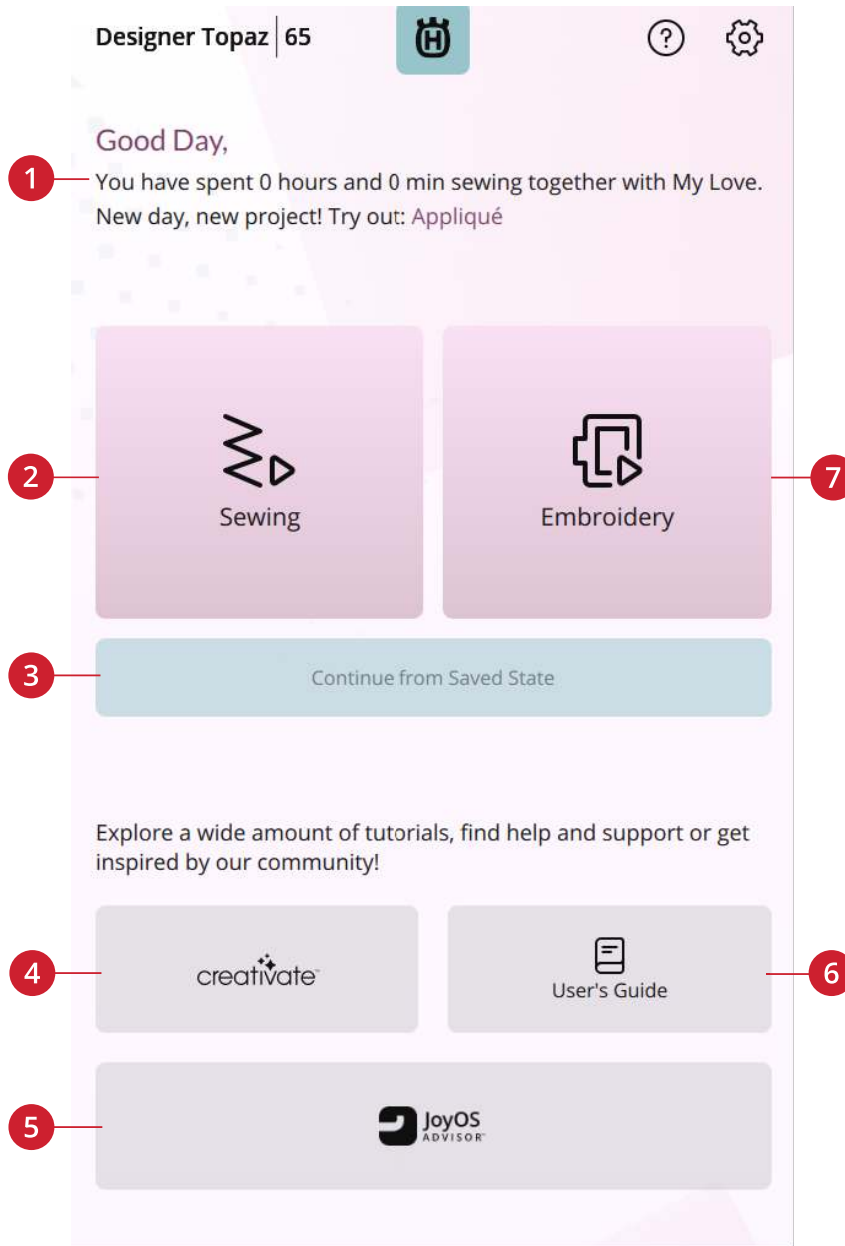 Designer Topaz 65
H
Good Day,
1
You have spent 0 hours and 0 min sewing together with My Love.
New day, new project! Try out: Appliqué
2
Sewing
Embroidery
7
3
Continue from Saved State
Explore a wide amount of tutorials, find help and support or get
inspired by our community!
4
creativate™
User's Guide
6
5
JoyOS
ADVISOR™